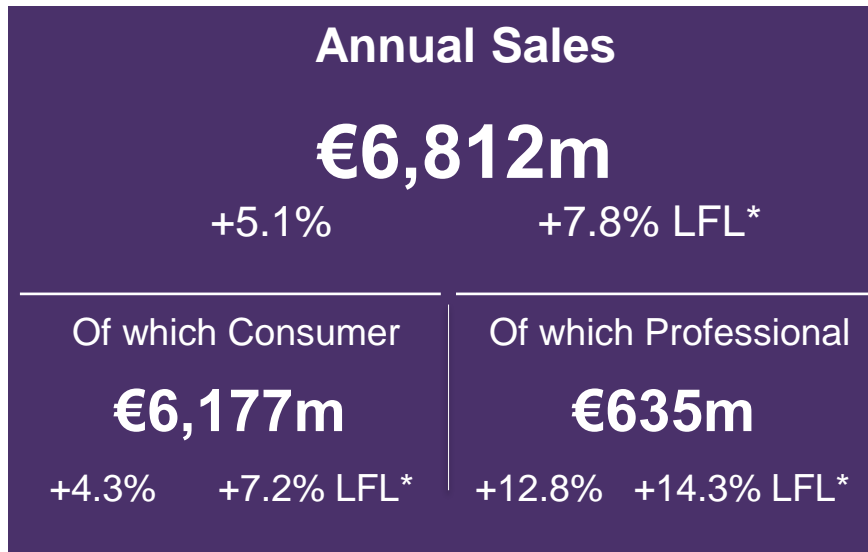 Annual Sales
€6,812m
+5.1% +7.8% LFL*
Of which Consumer
€6,177m
+4.3% +7.2% LFL*
Of which Professional
€635m
+12.8% +14.3% LFL*